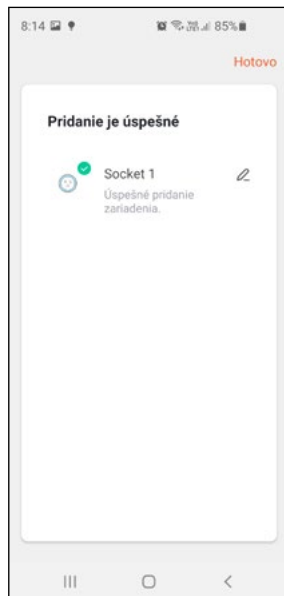 8:14 85%
Hotovo
Pridanie je úspešné
Socket 1
Úspešné pridanie
zariadenia.